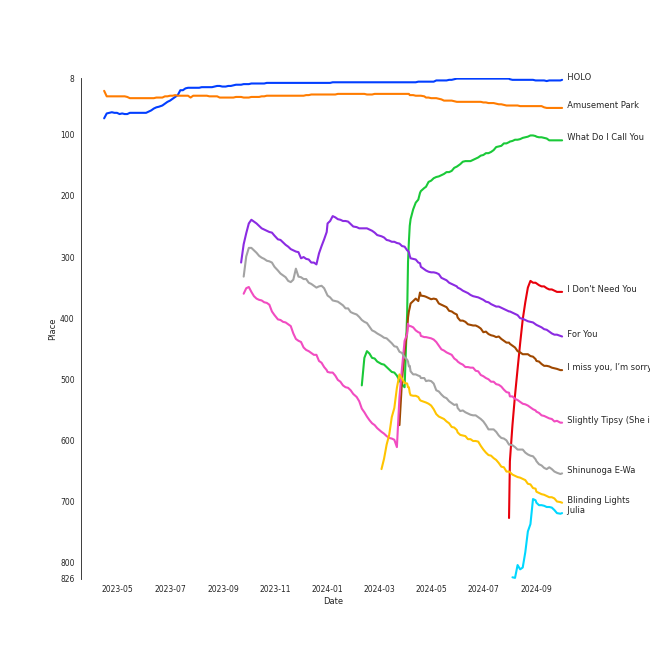 8
HOLO
Amusement Park
100
What Do I Call You
200
300
I Don't Need You
For You
400
I miss you, I'm sorry
500
Slightly Tipsy (She i
600
Shinunoga E-Wa
700
Blinding Lights
Julia
800
826
Place
2023-05 2023-07 2023-09 2023-11 2024-01 2024-03 2024-05 2024-07 2024-09
Date